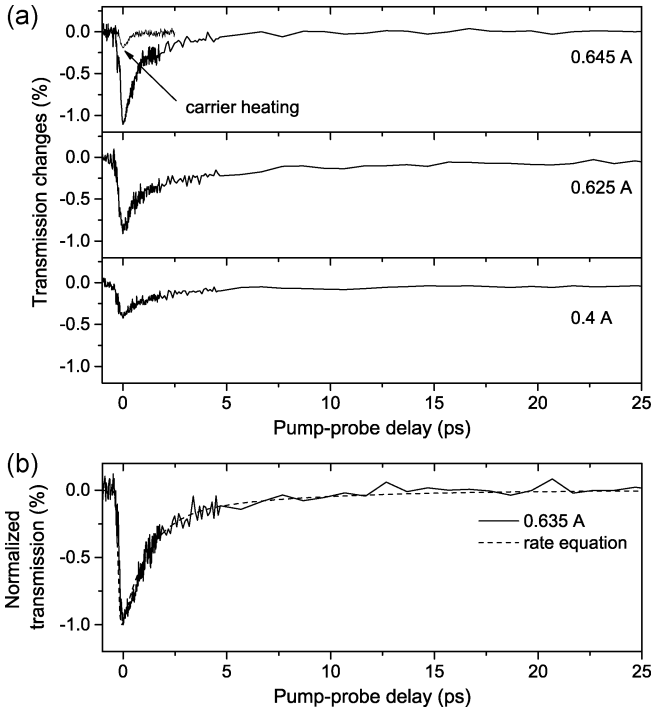 (a)
0.0
-0.5
-1.0
carrier heating
0.645 A
0.0
-0.5
-1.0
0.625 A
0.0
-0.5
-1.0
0.4 A
Transmission changes (%)
0 5 10 15 20 25
Pump-probe delay (ps)
(b)
0.0
-0.5
-1.0
Normalized
transmission (%)
0.635 A
rate equation
0 5 10 15 20 25
Pump-probe delay (ps)